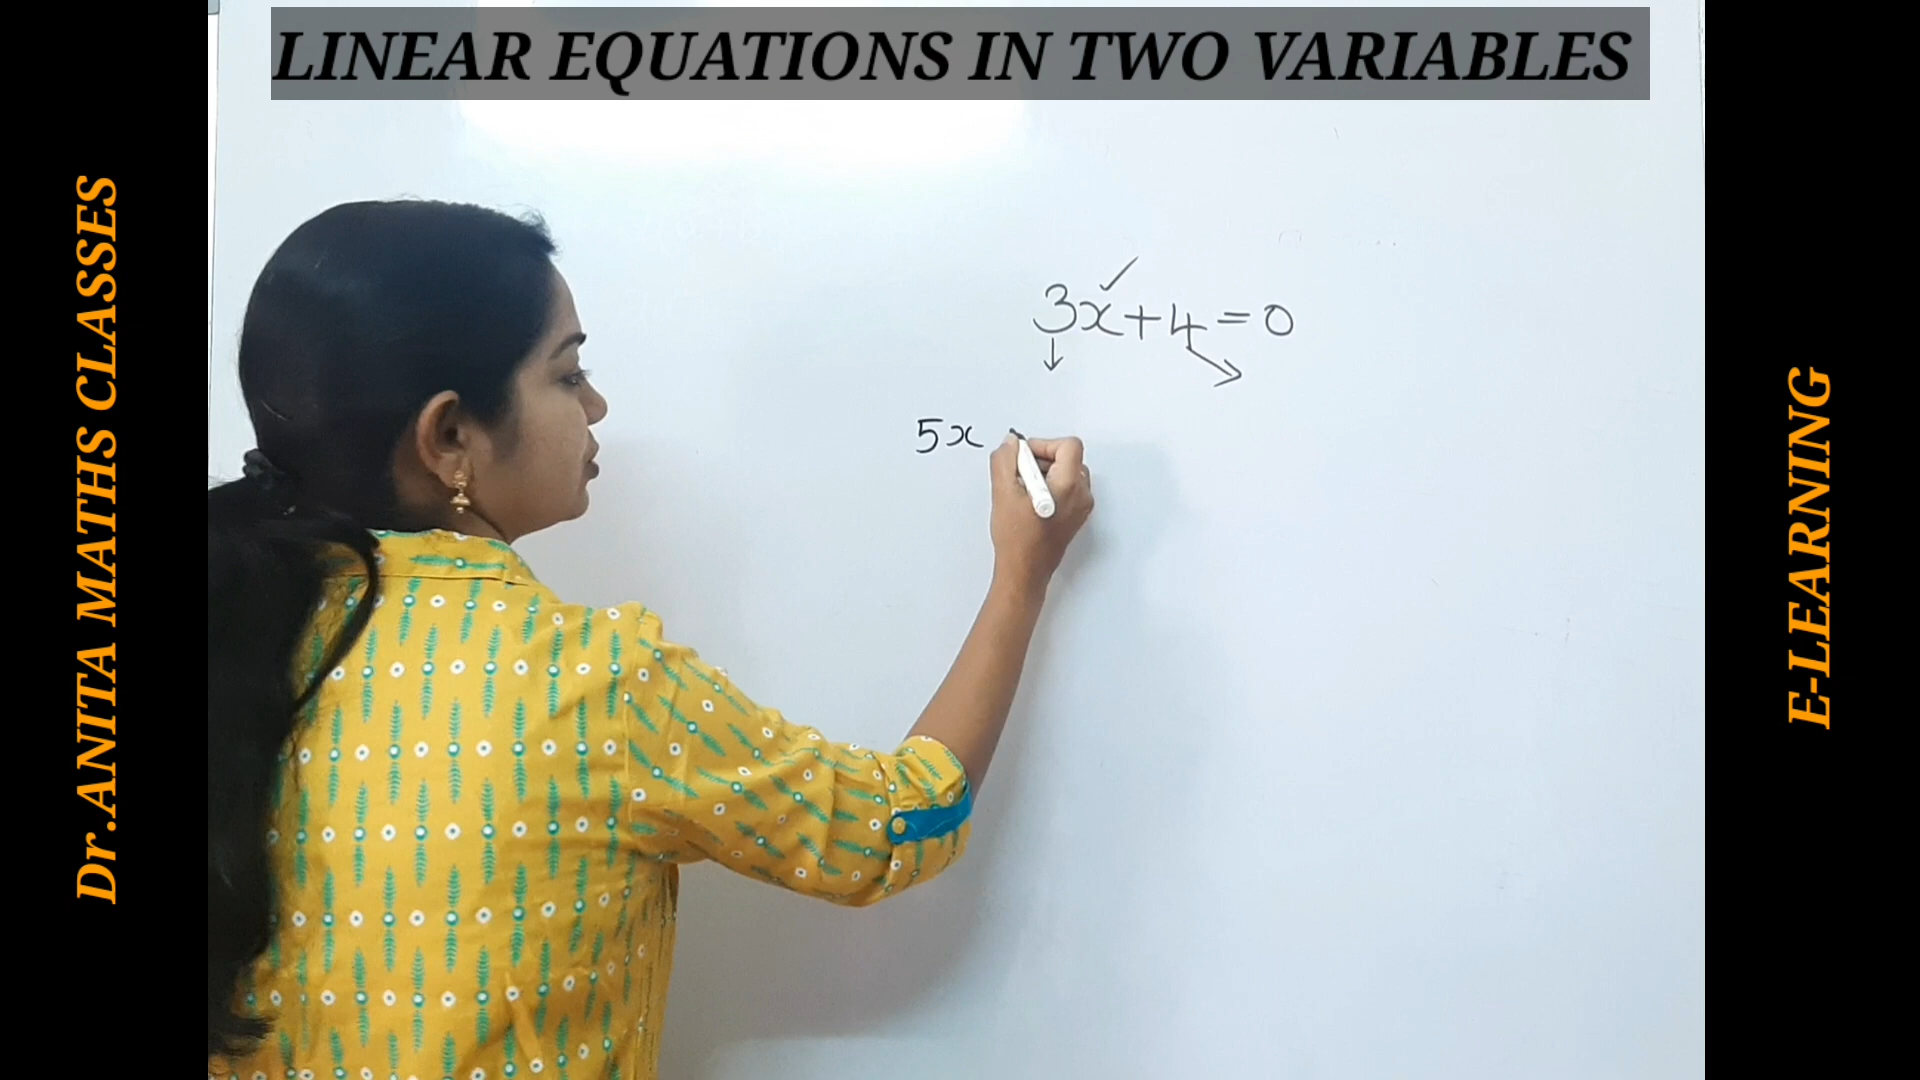 LINEAR EQUATIONS IN TWO VARIABLES
Dr.ANITA MATHS CLASSES
3x+4=0
5x
E-LEARNING